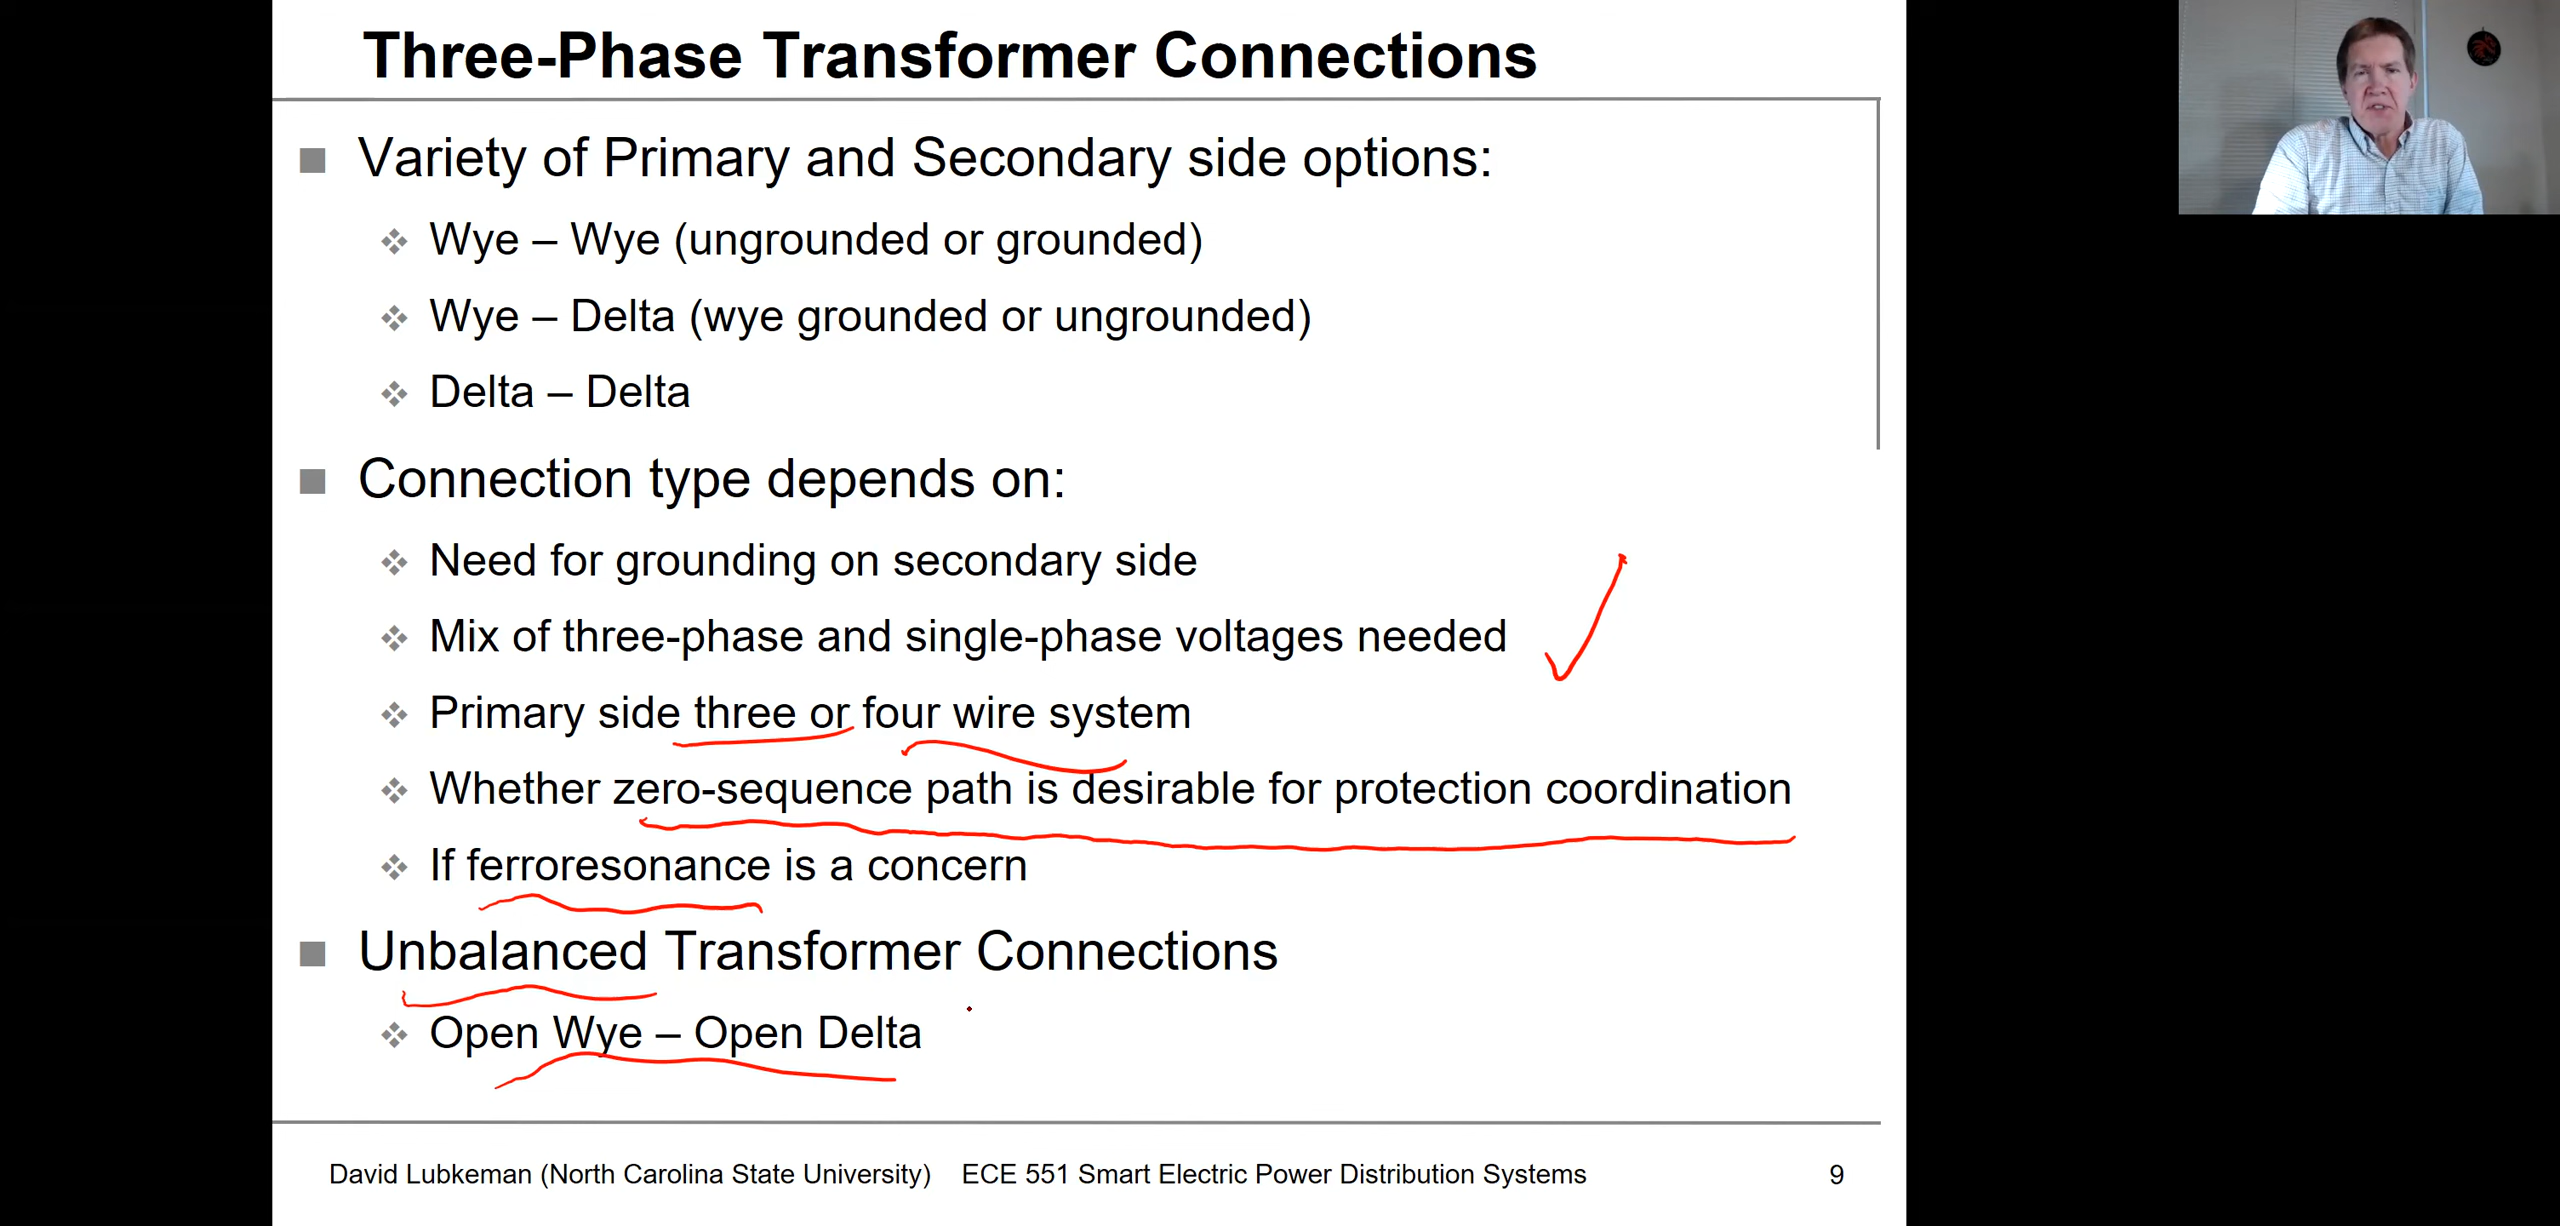 Three-Phase Transformer Connections
Variety of Primary and Secondary side options:
Wye – Wye (ungrounded or grounded)
Wye – Delta (wye grounded or ungrounded)
Delta – Delta
Connection type depends on:
Need for grounding on secondary side
Mix of three-phase and single-phase voltages needed
Primary side three or four wire system
Whether zero-sequence path is desirable for protection coordination
If ferroresonance is a concern
Unbalanced Transformer Connections
Open Wye – Open Delta
David Lubkeman (North Carolina State University) ECE 551 Smart Electric Power Distribution Systems 9